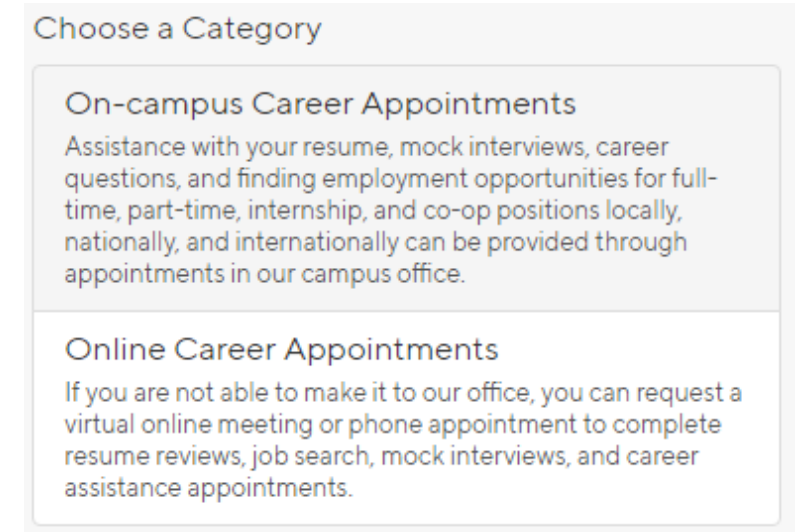 Choose a Category
On-campus Career Appointments
Assistance with your resume, mock interviews, career
questions, and finding employment opportunities for full-
time, part-time, internship, and co-op positions locally,
nationally, and internationally can be provided through
appointments in our campus office.
Online Career Appointments
If you are not able to make it to our office, you can request a
virtual online meeting or phone appointment to complete
resume reviews, job search, mock interviews, and career
assistance appointments.